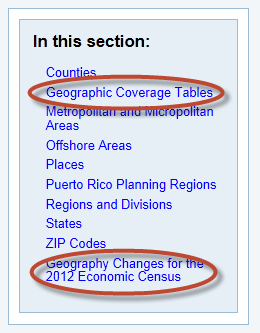 In this section:
Counties
Geographic Coverage Tables
Metropolitan and Micropolitan
Areas
Offshore Areas
Places
Puerto Rico Planning Regions
Regions and Divisions
States
ZIP Codes
Geography Changes for the
2012 Economic Census